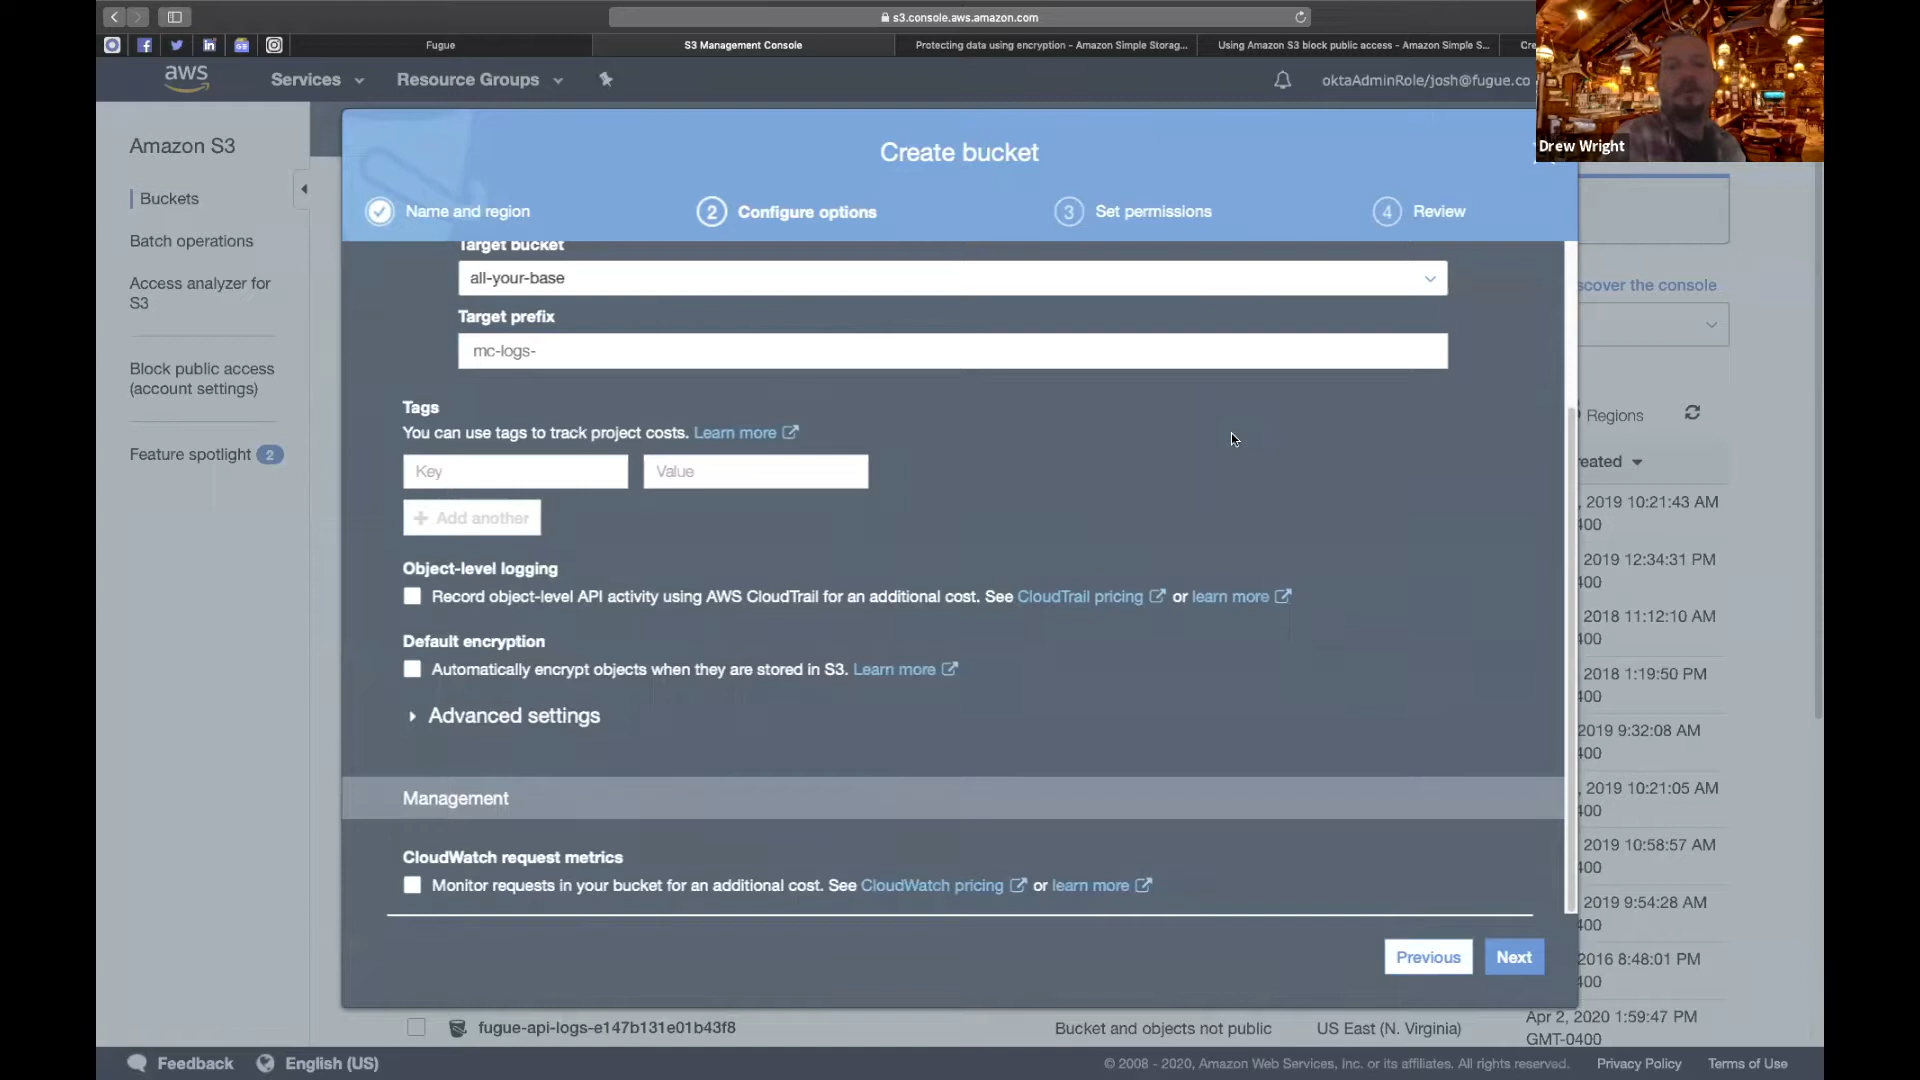 s3.console.aws.amazon.com
Fugue
S3 Management Console
Protecting data using encryption - Amazon Simple Storag...
Using Amazon S3 block public access - Amazon Simple S...
Cre
aws
Services
Resource Groups
oktaAdminRole/josh@fugue.co
Drew Wright
Amazon S3
Buckets
Batch operations
Access analyzer for
S3
Block public access
(account settings)
Feature spotlight 2
Create bucket
Name and region
2 Configure options
3 Set permissions
4 Review
Target bucket
all-your-base
Target prefix
mc-logs-
Tags
You can use tags to track project costs. Learn more
Key
Value
Add another
Object-level logging
Record object-level API activity using AWS CloudTrail for an additional cost. See CloudTrail pricing or learn more
Default encryption
Automatically encrypt objects when they are stored in S3. Learn more
Advanced settings
Management
CloudWatch request metrics
Monitor requests in your bucket for an additional cost. See CloudWatch pricing or learn more
Previous
Next
scover the console
Regions
eated
, 2019 10:21:43 AM
400
2019 12:34:31 PM
400
2018 11:12:10 AM
400
2018 1:19:50 PM
400
2019 9:32:08 AM
400
, 2019 10:21:05 AM
400
2019 10:58:57 AM
400
2019 9:54:28 AM
400
2016 8:48:01 PM
400
fugue-api-logs-e147b131e01b43f8
Bucket and objects not public
US East (N. Virginia)
Apr 2, 2020 1:59:47 PM
GMT-0400
Feedback
English (US)
© 2008 - 2020, Amazon Web Services, Inc. or its affiliates. All rights reserved.
Privacy Policy
Terms of Use